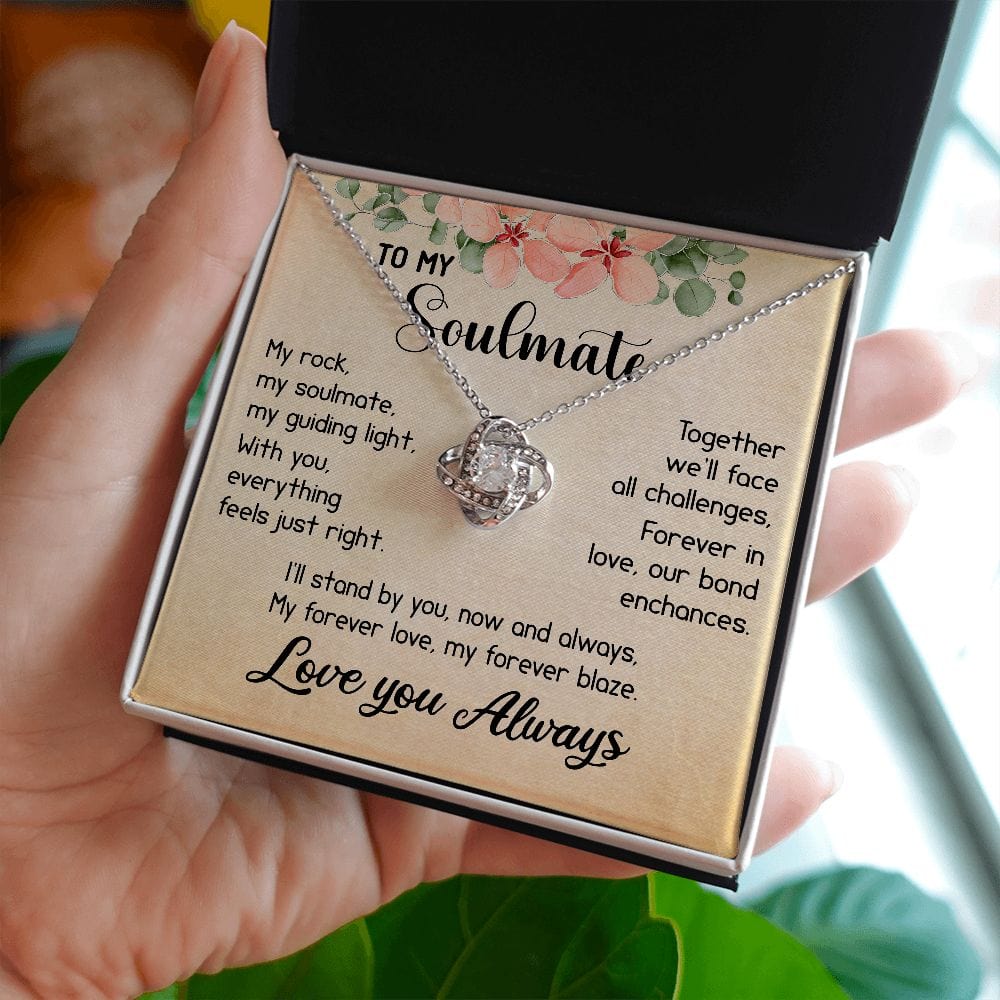 TO MY
Soulmate
My rock,
my soulmate,
my guiding light,
With you,
everything
feels just right.
Together
we'll face
all challenges,
Forever in
love, our bond
enchances.
I'll stand by you, now and always,
My forever love, my forever blaze.
Love you Always